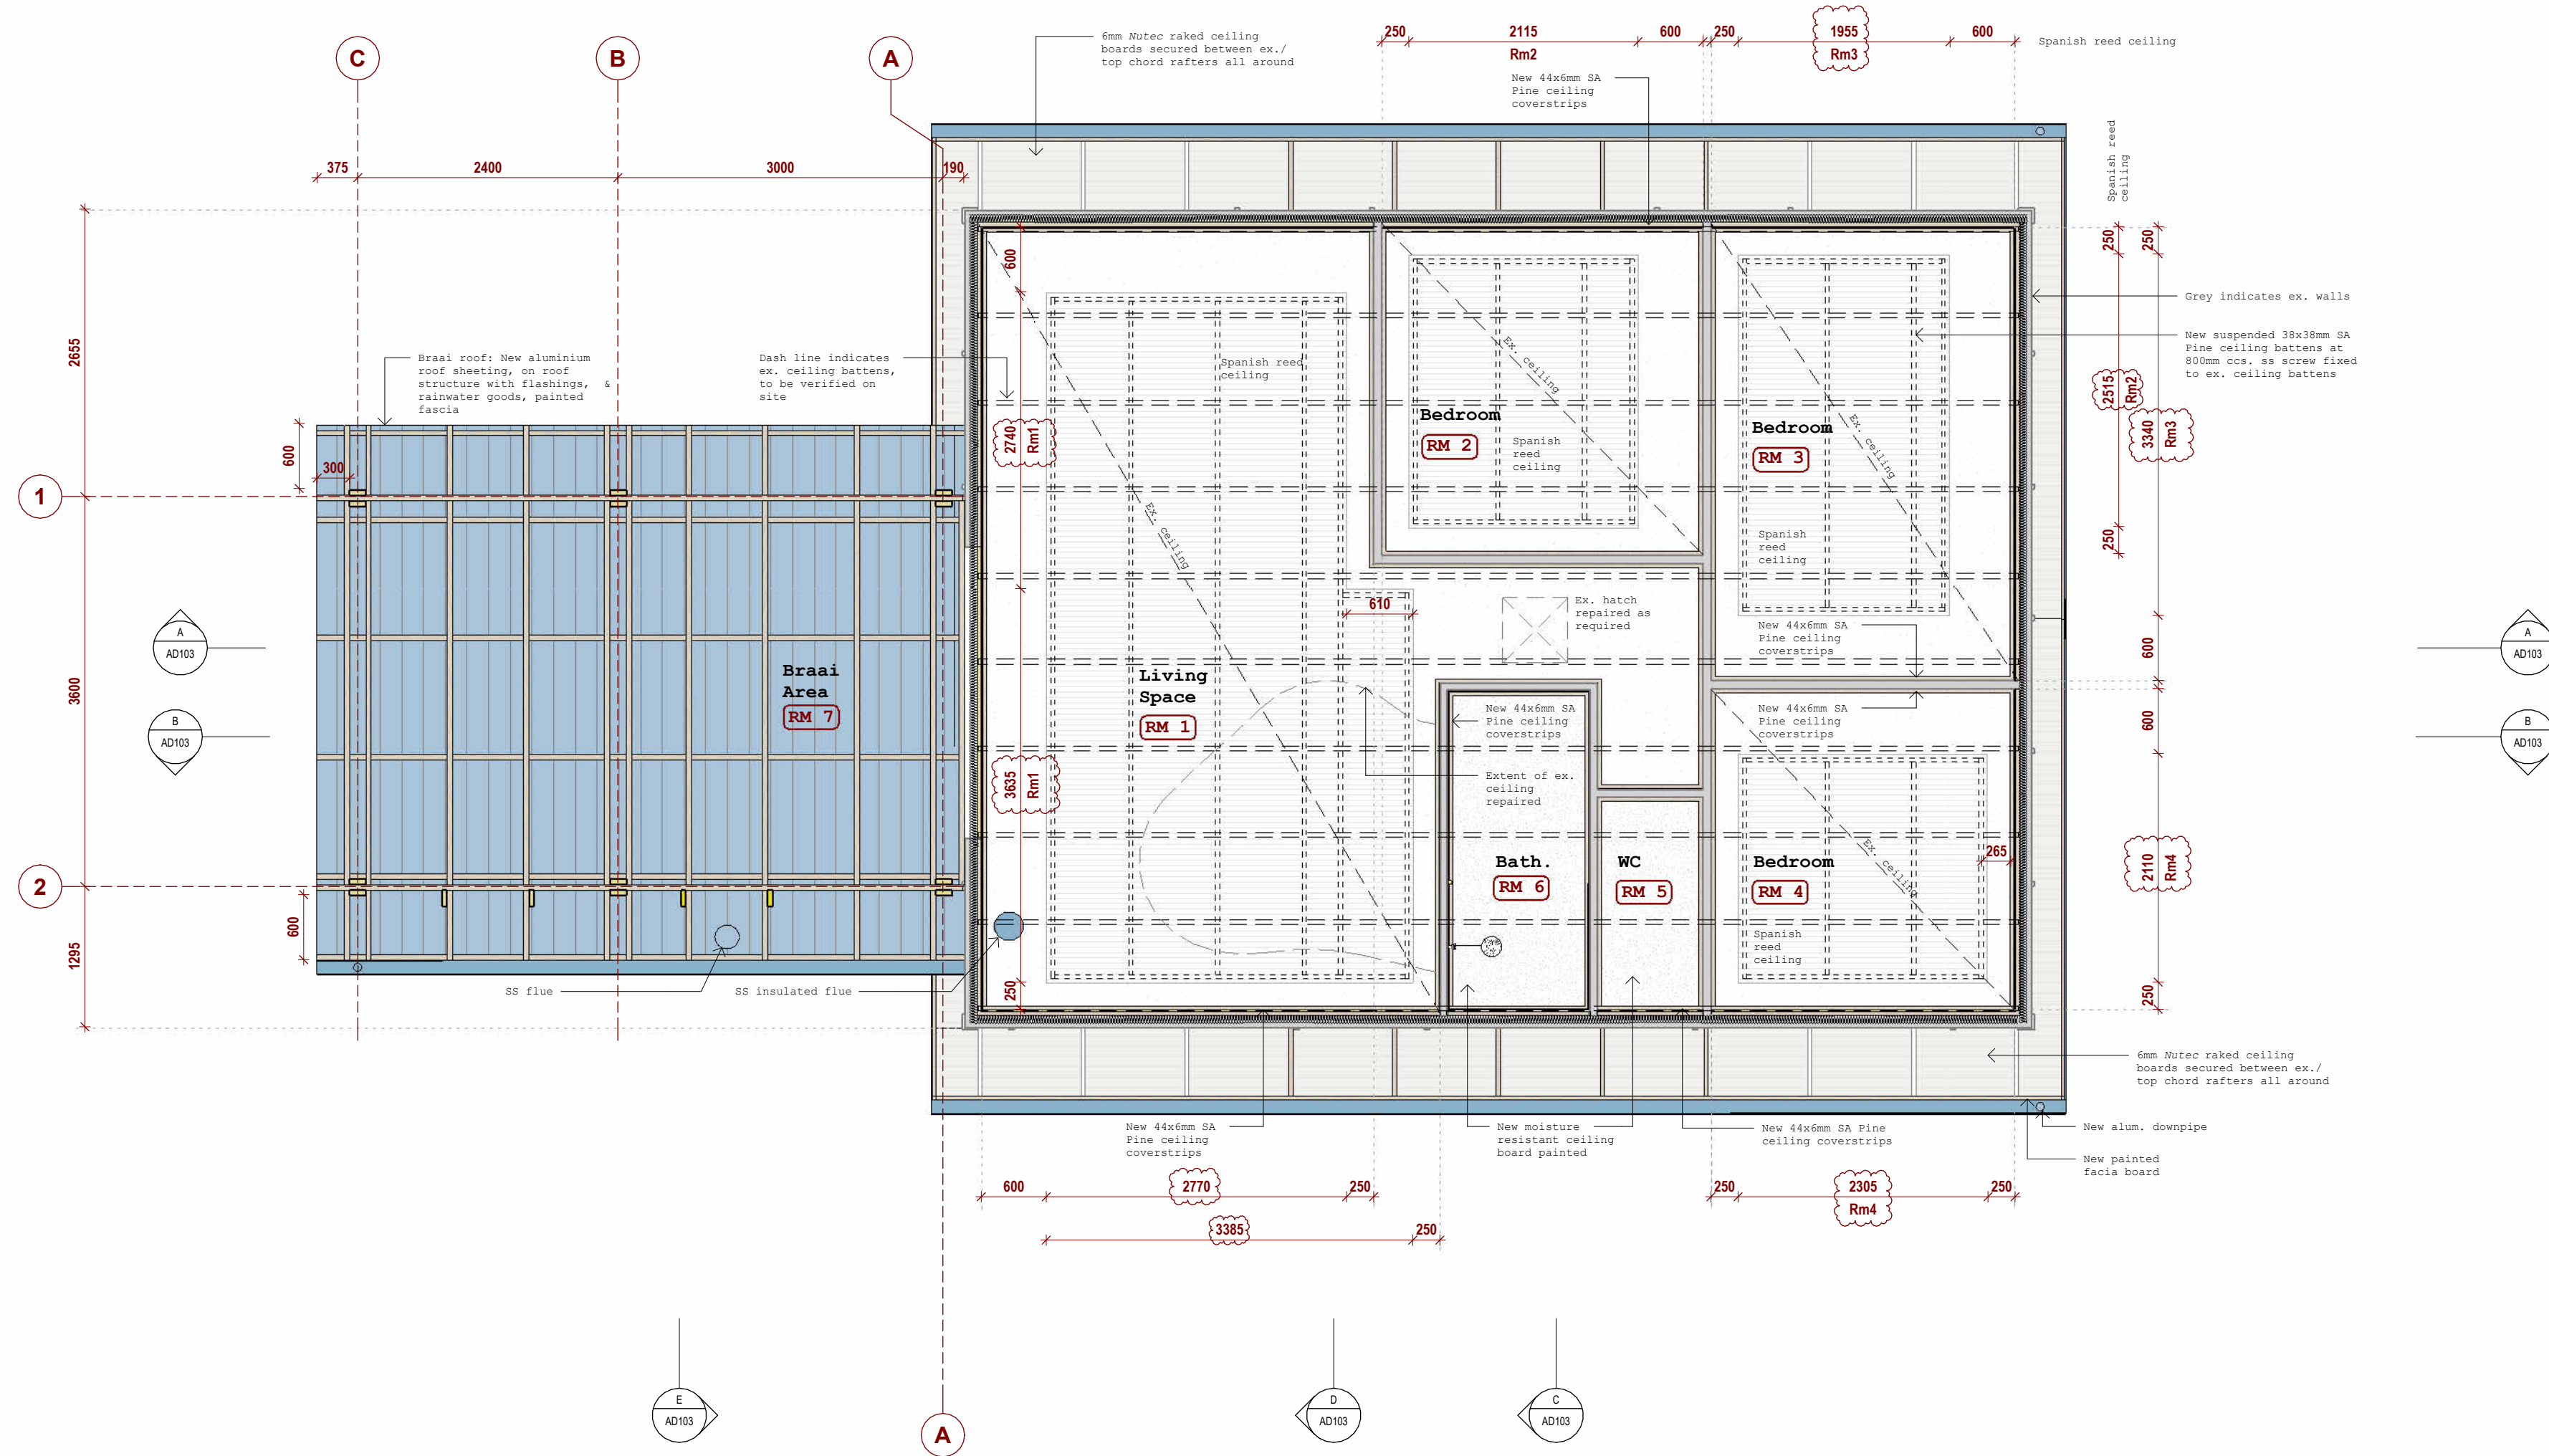 250
2115
600
250
1955
600
Rm2
Rm3
Spanish reed ceiling
6mm Nutec raked ceiling
boards secured between ex./
top chord rafters all around
C
B
A
New 44x6mm SA
Pine ceiling
coverstrips
375
2400
3000
190
Spanish reed
ceiling
250
250
600
Grey indicates ex. walls
New suspended 38x38mm SA
Pine ceiling battens at
800mm ccs. ss screw fixed
to ex. ceiling battens
2655
Braai roof: New aluminium
roof sheeting, on roof
structure with flashings, &
rainwater goods, painted
fascia
Dash line indicates
ex. ceiling battens,
to be verified on
site
Spanish reed
ceiling
Ex. ceiling
2515
Rm2
3340
Rm3
Bedroom
RM 2
Spanish
reed
ceiling
Bedroom
RM 3
Ex. ceiling
2740
Rm1
600
300
1
Ex. ceiling
Spanish
reed
ceiling
250
610
Ex. hatch
repaired as
required
New 44x6mm SA
Pine ceiling
coverstrips
600
A
AD103
A
AD103
3600
Braai
Area
RM 7
Living
Space
RM 1
New 44x6mm SA
Pine ceiling
coverstrips
New 44x6mm SA
Pine ceiling
coverstrips
600
B
AD103
B
AD103
3635
Rm1
Extent of ex.
ceiling
repaired
2
Bath.
RM 6
WC
RM 5
Bedroom
RM 4
Ex. ceiling
265
2110
Rm4
600
1295
Spanish
reed
ceiling
SS flue
SS insulated flue
250
250
6mm Nutec raked ceiling
boards secured between ex./
top chord rafters all around
New 44x6mm SA
Pine ceiling
coverstrips
New moisture
resistant ceiling
board painted
New 44x6mm SA Pine
ceiling coverstrips
New alum. downpipe
New painted
facia board
600
2770
250
250
2305
250
Rm4
3385
250
E
AD103
D
AD103
C
AD103
A